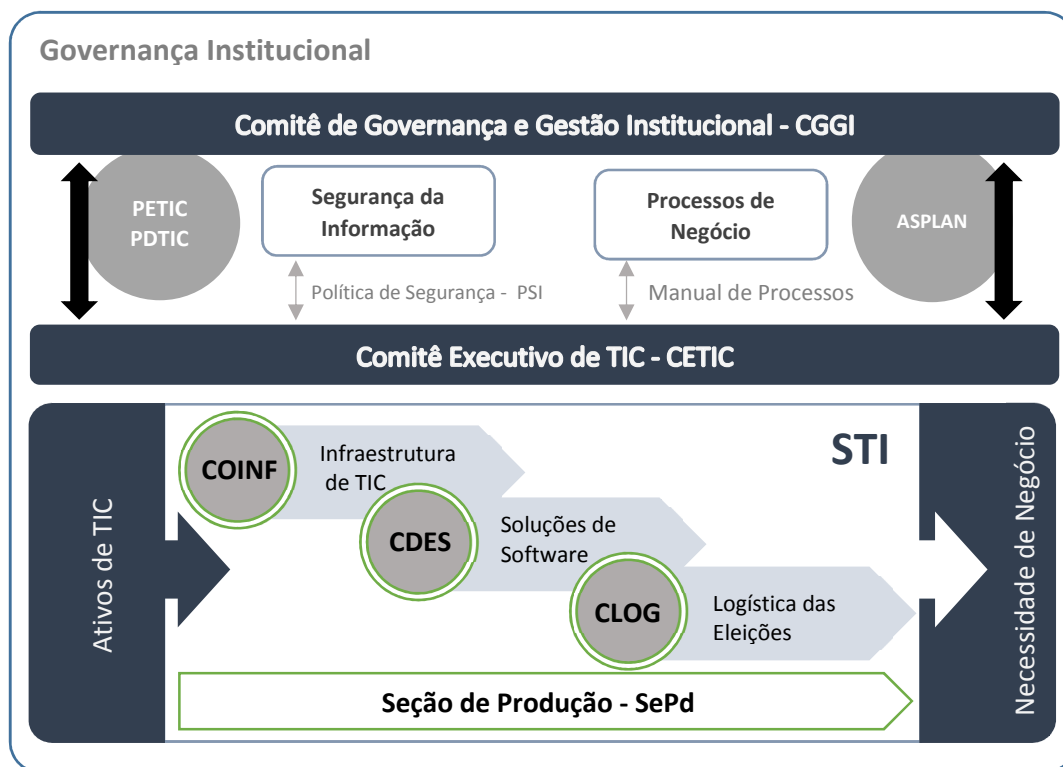 Governança Institucional
Comitê de Governança e Gestão Institucional - CGGI
PETIC
PDTIC
Segurança da
Informação
Processos de
Negócio
ASPLAN
Política de Segurança - PSI
Manual de Processos
Comitê Executivo de TIC - CETIC
Ativos de TIC
COINF
Infraestrutura
de TIC
STI
CDES
Soluções de
Software
CLOG
Logística das
Eleições
Seção de Produção - SePd
Necessidade de Negócio